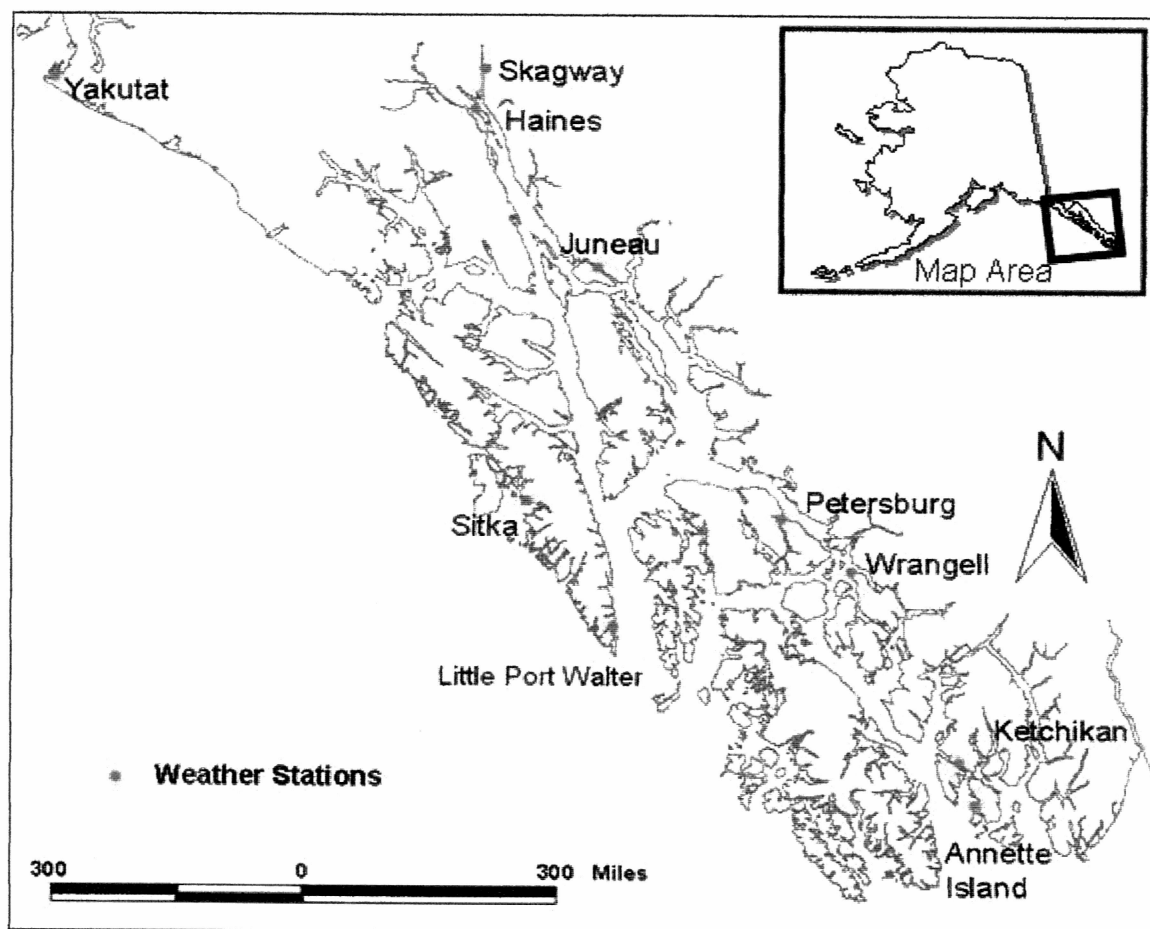 Yakutat
Skagway
Haines
Juneau
Map Area
N
Sitka
Petersburg
Wrangell
Little Port Walter
Ketchikan
Weather Stations
Annette
Island
300 0 300 Miles